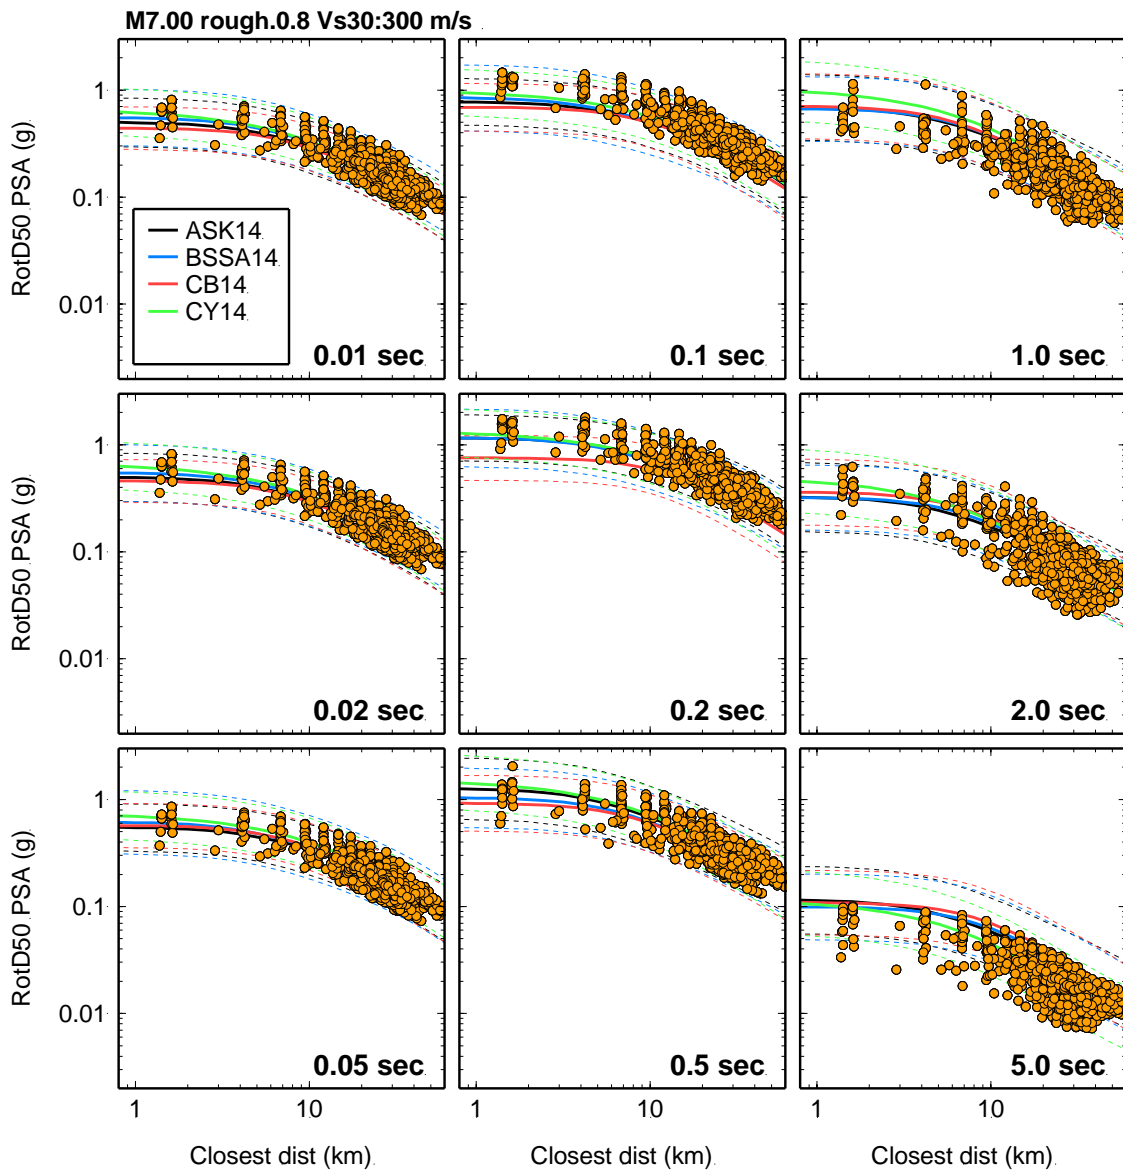 M7.00 rough.0.8 Vs30:300 m/s
RotD50 PSA (g)
1
0.1
0.01
ASK14
BSSA14
CB14
CY14
0.01 sec
0.1 sec
1.0 sec
RotD50 PSA (g)
1
0.1
0.01
0.02 sec
0.2 sec
2.0 sec
RotD50 PSA (g)
1
0.1
0.01
0.05 sec
0.5 sec
5.0 sec
1 10
1 10
1 10
Closest dist (km)
Closest dist (km)
Closest dist (km)